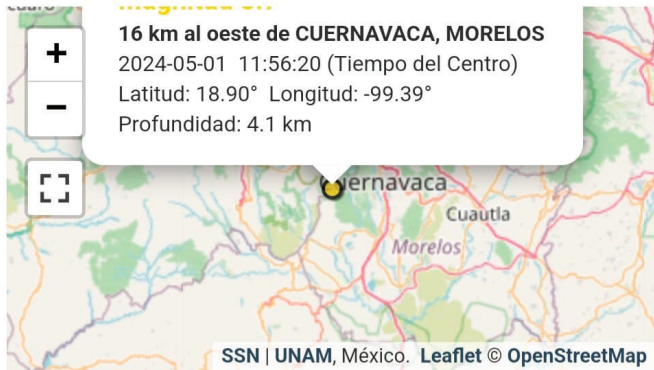 Magnitud
16 km al oeste de CUERNAVACA, MORELOS
2024-05-01 11:56:20 (Tiempo del Centro)
Latitud: 18.90° Longitud: -99.39°
Profundidad: 4.1 km
+
−
Cuernavaca
Cuautla
Morelos
SSN | UNAM, México. Leaflet © OpenStreetMap